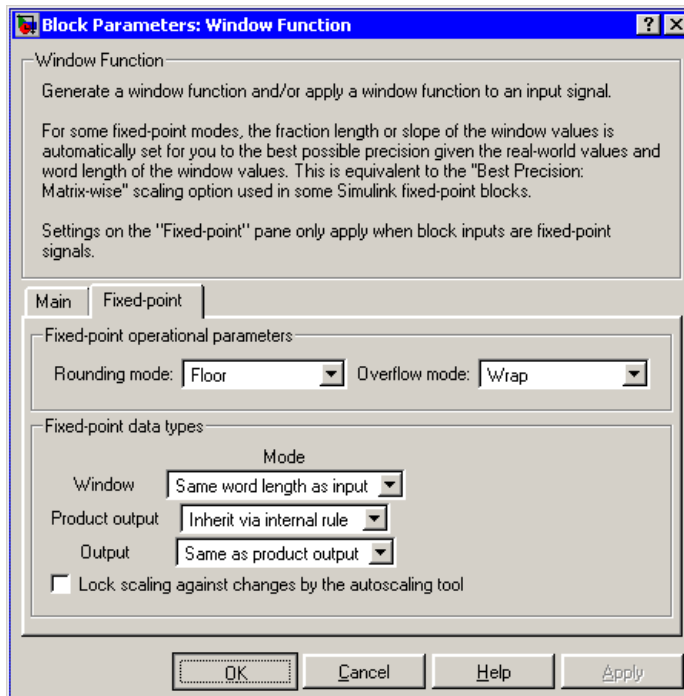 Block Parameters: Window Function
Window Function
Generate a window function and/or apply a window function to an input signal.
For some fixed-point modes, the fraction length or slope of the window values is
automatically set for you to the best possible precision given the real-world values and
word length of the window values. This is equivalent to the "Best Precision:
Matrix-wise" scaling option used in some Simulink fixed-point blocks.
Settings on the "Fixed-point" pane only apply when block inputs are fixed-point
signals.
Main Fixed-point
Fixed-point operational parameters
Rounding mode: Floor Overflow mode: Wrap
Fixed-point data types
Mode
Window Same word length as input
Product output Inherit via internal rule
Output Same as product output
Lock scaling against changes by the autoscaling tool
OK Cancel Help Apply